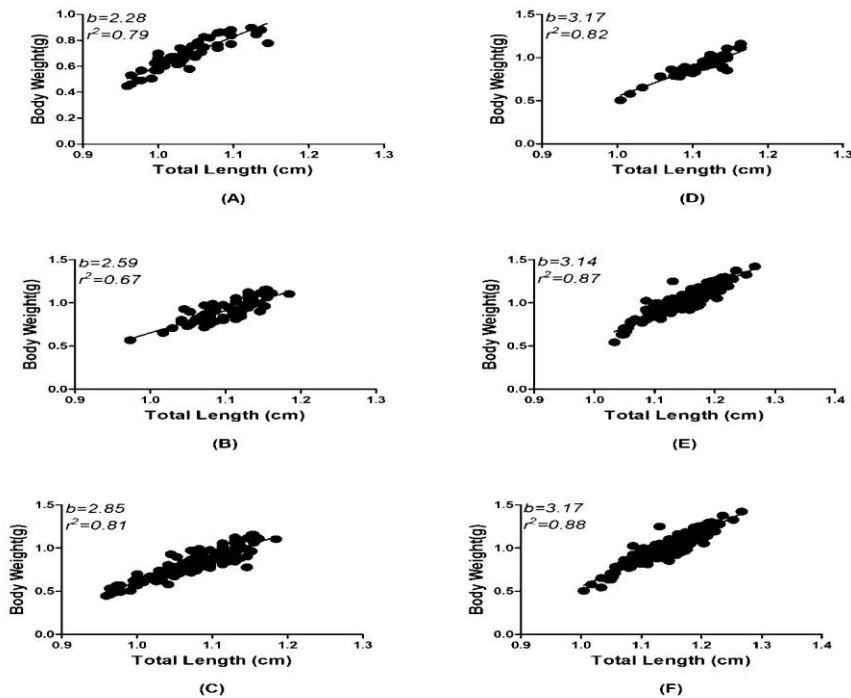 b=2.28
r²=0.79
Body Weight(g)
1.0
0.8
0.6
0.4
0.2
0.0
0.9 1.0 1.1 1.2 1.3
Total Length (cm)
(A)
b=3.17
r²=0.82
Body Weight(g)
1.5
1.0
0.5
0.0
0.9 1.0 1.1 1.2 1.3
Total Length (cm)
(D)
b=2.59
r²=0.67
Body Weight(g)
1.5
1.0
0.5
0.0
0.9 1.0 1.1 1.2 1.3
Total Length (cm)
(B)
b=3.14
r²=0.87
Body Weight(g)
1.5
1.0
0.5
0.0
0.9 1.0 1.1 1.2 1.3 1.4
Total Length (cm)
(E)
b=2.85
r²=0.81
Body Weight(g)
1.5
1.0
0.5
0.0
0.9 1.0 1.1 1.2 1.3
Total Length (cm)
(C)
b=3.17
r²=0.88
Body Weight(g)
1.5
1.0
0.5
0.0
0.9 1.0 1.1 1.2 1.3 1.4
Total Length (cm)
(F)